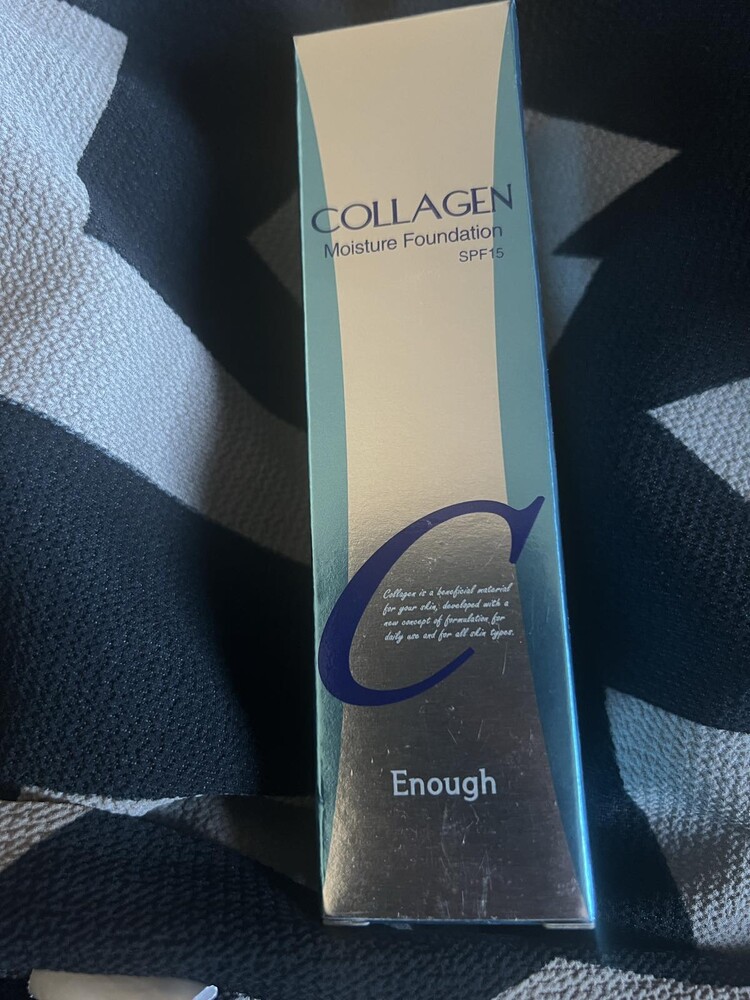 COLLAGEN
Moisture Foundation
SPF15
C
Collagen is a beneficial material
for your skin, developed with a
new concept of formulation for
daily use and for all skin types.
Enough